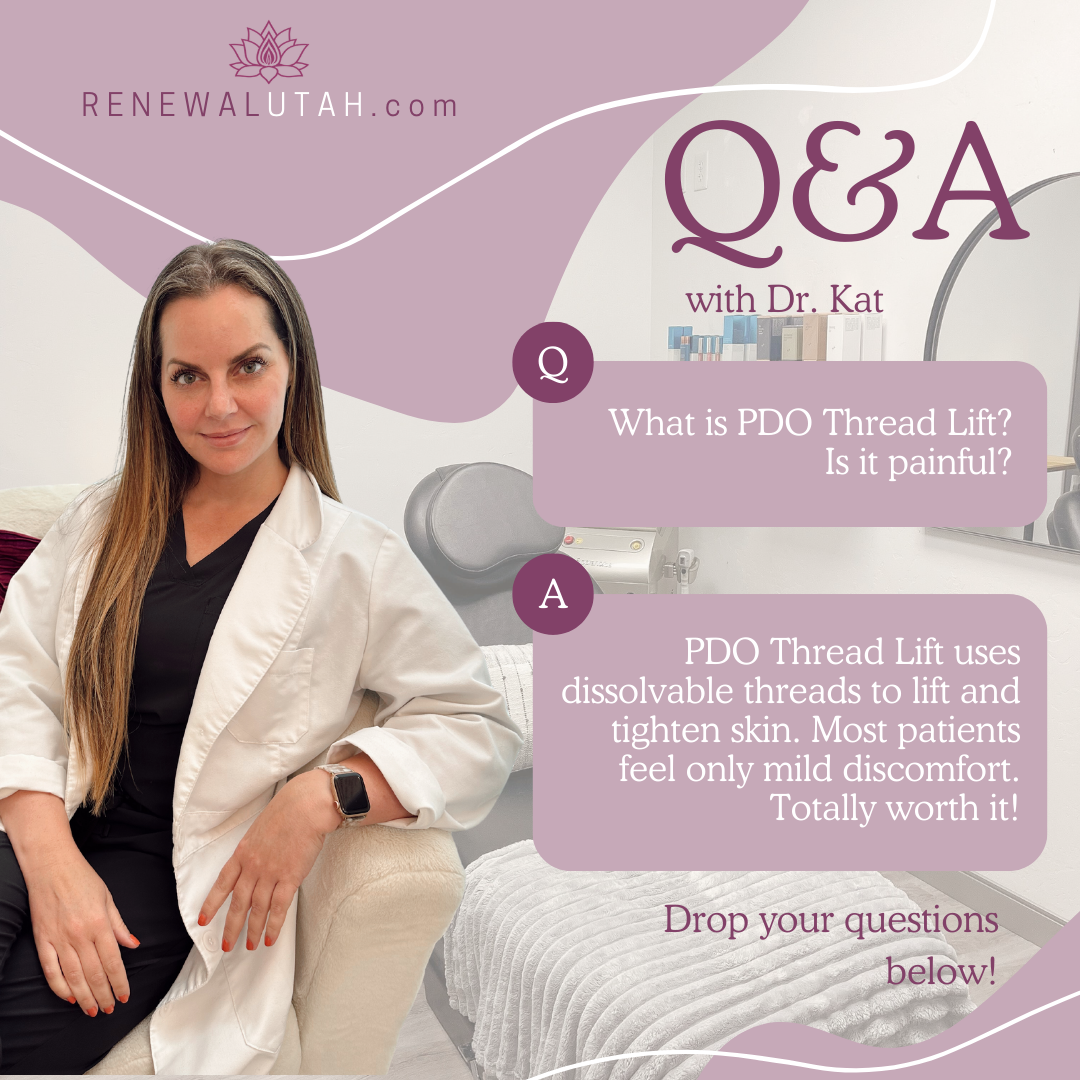 RENEWALUTAH.com
Q&A
with Dr. Kat
Q
What is PDO Thread Lift?
Is it painful?
A
PDO Thread Lift uses
dissolvable threads to lift and
tighten skin. Most patients
feel only mild discomfort.
Totally worth it!
Drop your questions
below!